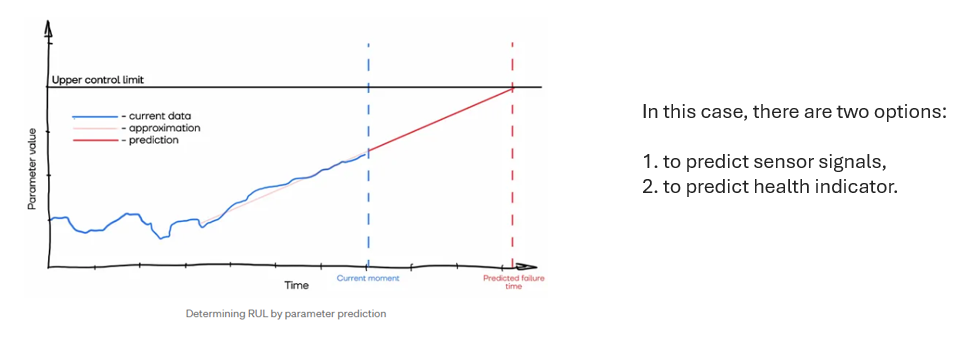 Upper control limit
- current data
- approximation
- prediction
Parameter value
Time
Current moment
Predicted failure
time
Determining RUL by parameter prediction
In this case, there are two options:
1. to predict sensor signals,
2. to predict health indicator.